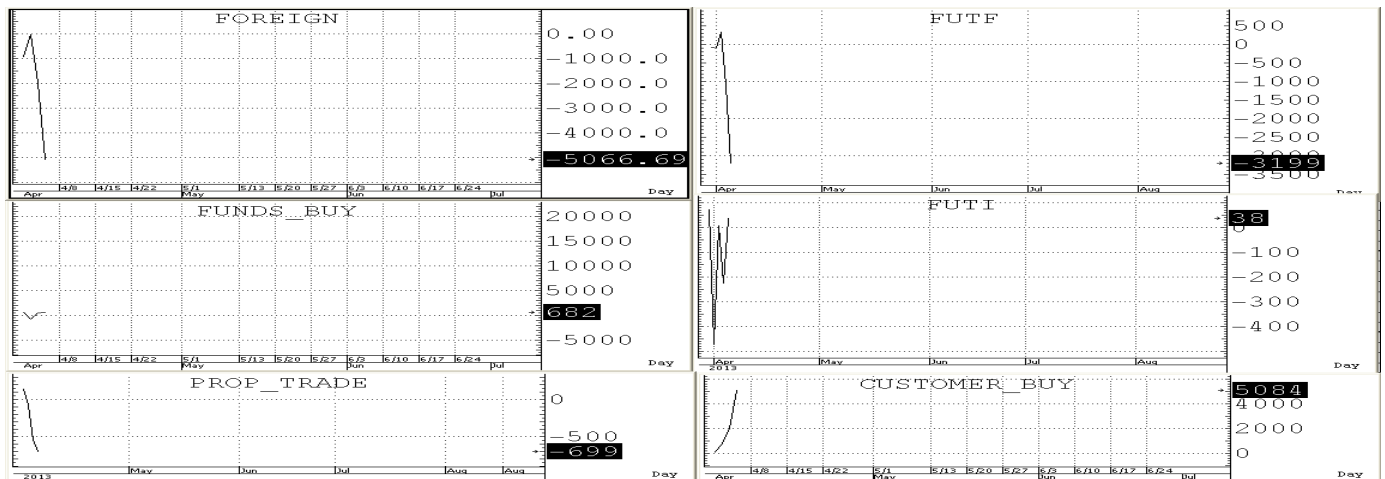 FOREIGN
0.00
-1000.0
-2000.0
-3000.0
-4000.0
-5066.69
4/8 4/15 4/22 5/1 5/13 5/20 5/27 6/3 6/10 6/17 6/24
Apr May Jun Jul Day
FUTF
500
0
-500
-1000
-1500
-2000
-2500
-3199
-3500
Apr May Jun Jul Aug Day
FUNDS_BUY
20000
15000
10000
5000
682
-5000
4/8 4/15 4/22 5/1 5/13 5/20 5/27 6/3 6/10 6/17 6/24
Apr May Jun Jul Day
FUTI
38
0
-100
-200
-300
-400
Apr May Jun Jul Aug
2013 Day
PROP_TRADE
0
-500
-699
May Jun Jul Aug Aug
2013 Day
CUSTOMER_BUY
5084
4000
2000
0
4/8 4/15 4/22 5/1 5/13 5/20 5/27 6/3 6/10 6/17 6/24
Apr May Jun Jul Day